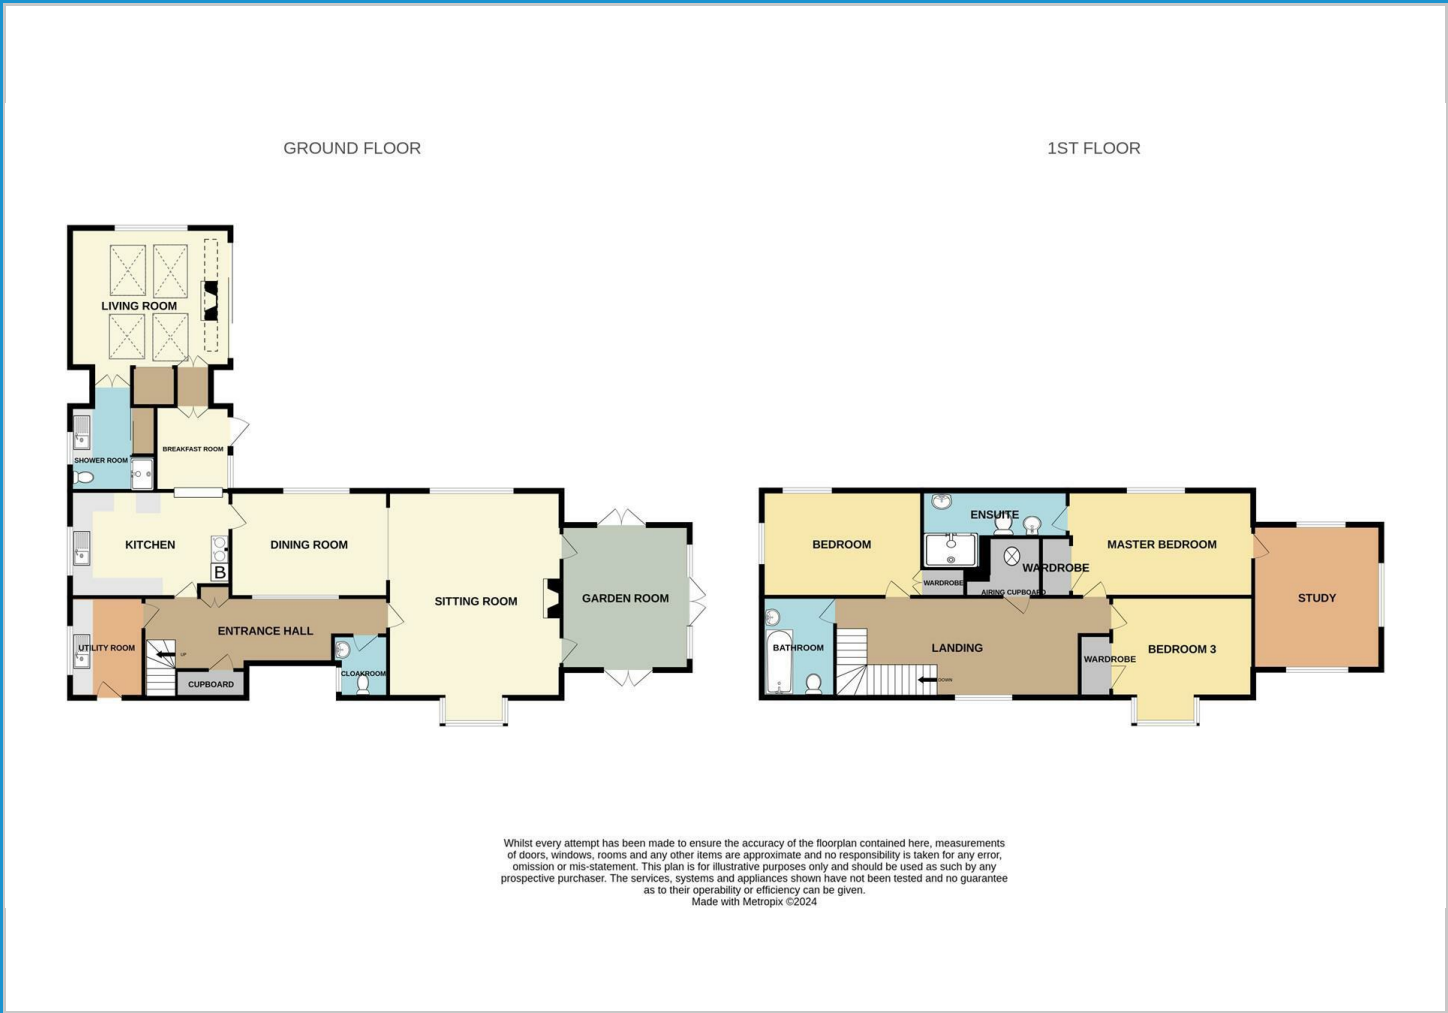 GROUND FLOOR
1ST FLOOR
LIVING ROOM
BREAKFAST ROOM
SHOWER ROOM
KITCHEN
B
DINING ROOM
SITTING ROOM
GARDEN ROOM
ENTRANCE HALL
UTILITY ROOM
UP
CLOAKROOM
CUPBOARD
BEDROOM
ENSUITE
MASTER BEDROOM
WARDROBE
WARDROBE
AIRING CUPBOARD
STUDY
BATHROOM
LANDING
BEDROOM 3
WARDROBE
DOWN
Whilst every attempt has been made to ensure the accuracy of the floorplan contained here, measurements
of doors, windows, rooms and any other items are approximate and no responsibility is taken for any error,
omission or mis-statement. This plan is for illustrative purposes only and should be used as such by any
prospective purchaser. The services, systems and appliances shown have not been tested and no guarantee
as to their operability or efficiency can be given.
Made with Metropix ©2024